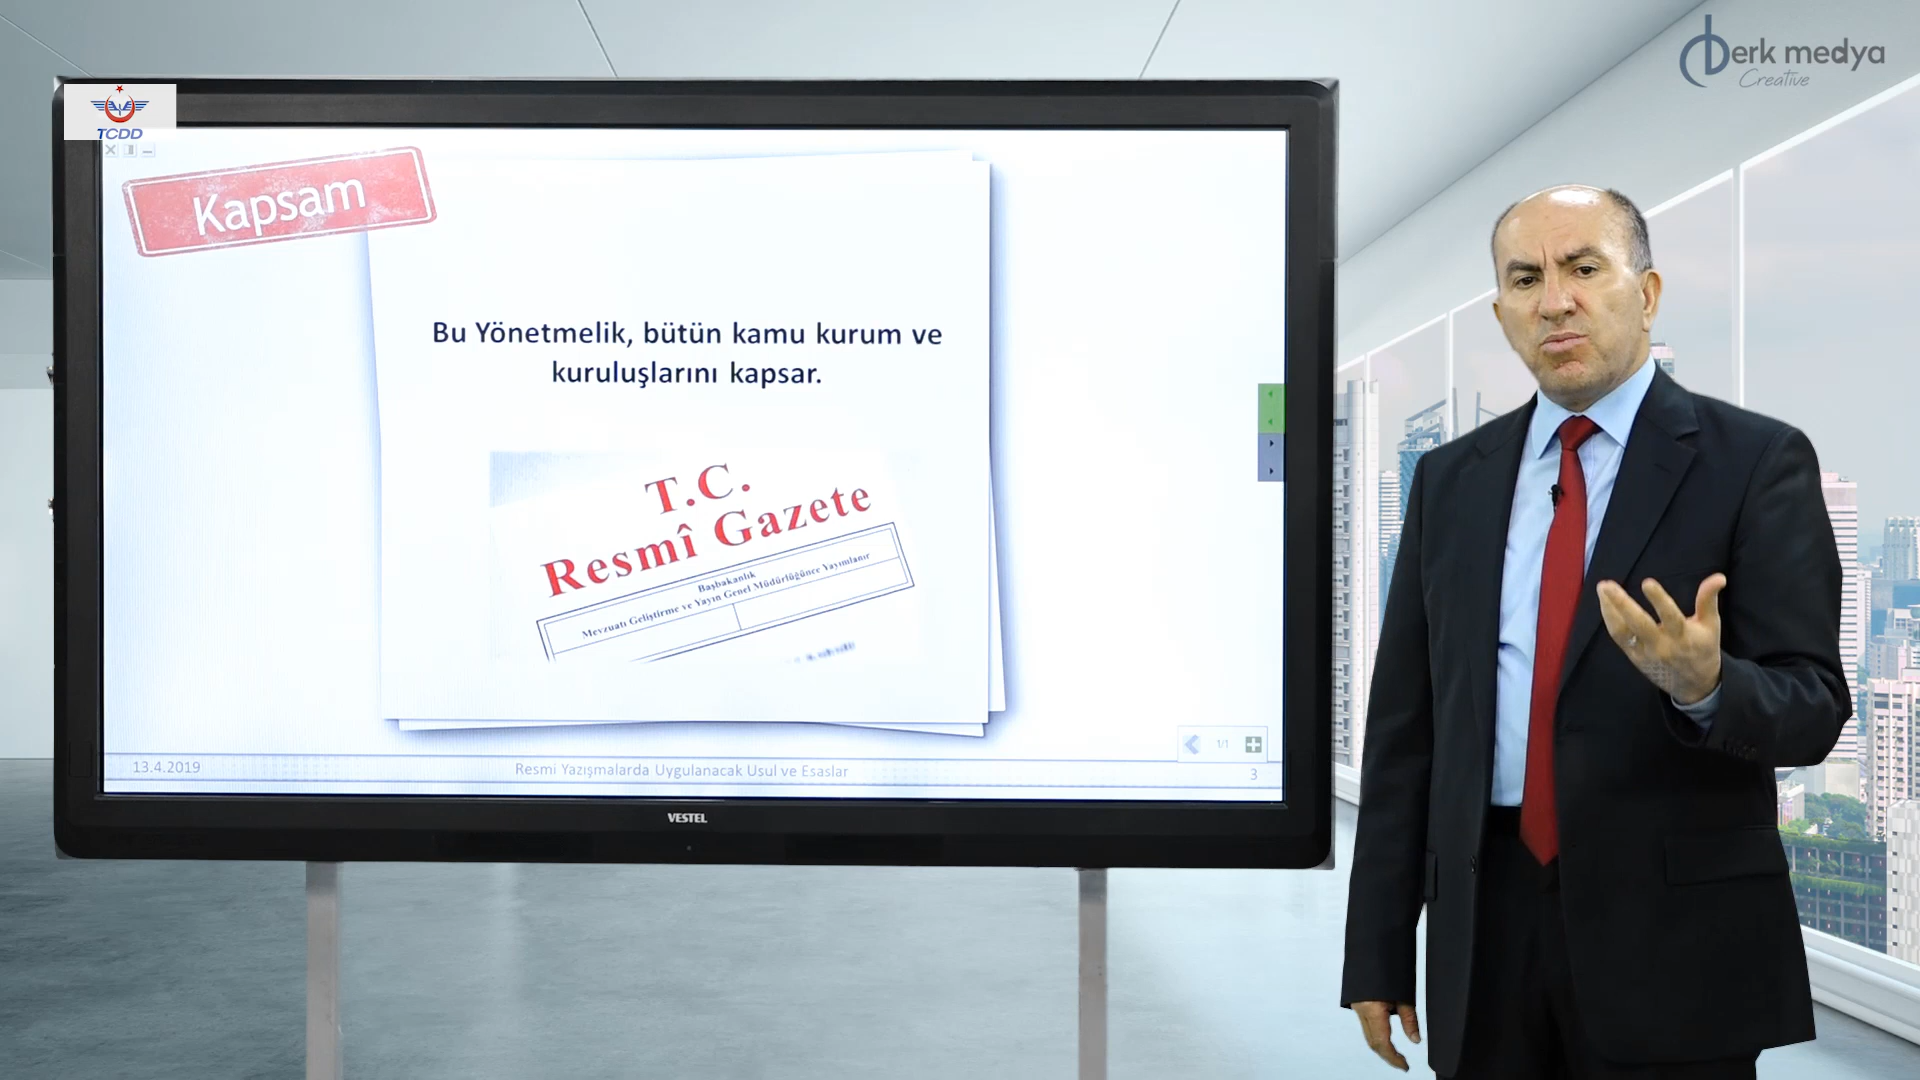 berk medya
Creative
TCDD
Kapsam
Bu Yönetmelik, bütün kamu kurum ve
kuruluşlarını kapsar.
T.C.
Resmî Gazete
Başbakanlık
Mevzuatı Geliştirme ve Yayın Genel Müdürlüğünce Yayımlanır
1/1
13.4.2019
Resmi Yazışmalarda Uygulanacak Usul ve Esaslar
3
VESTEL